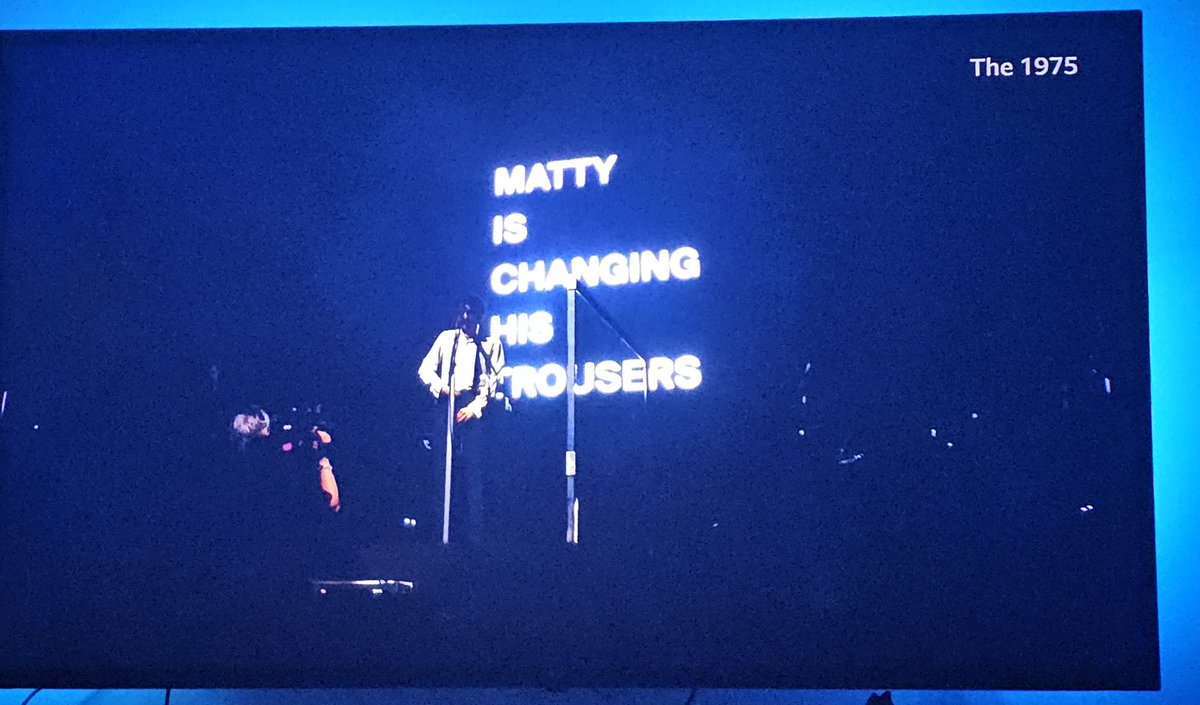 The 1975
MATTY
IS
CHANGING
HIS
TROUSERS